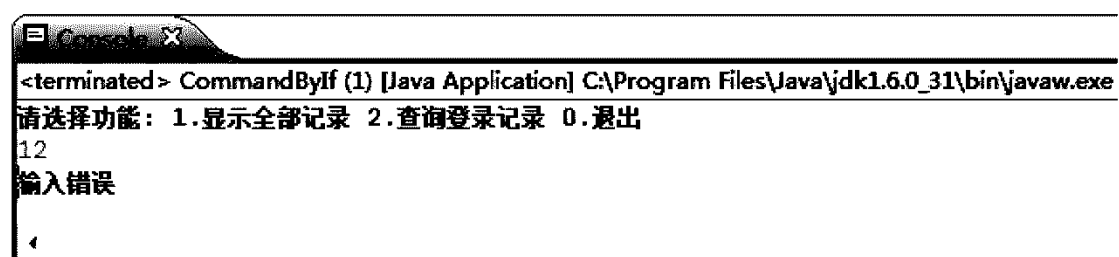 Console
<terminated> CommandByIf (1) [Java Application] C:\Program Files\Java\jdk1.6.0_31\bin\javaw.exe
请选择功能: 1.显示全部记录 2.查询登录记录 0.退出
12
输入错误